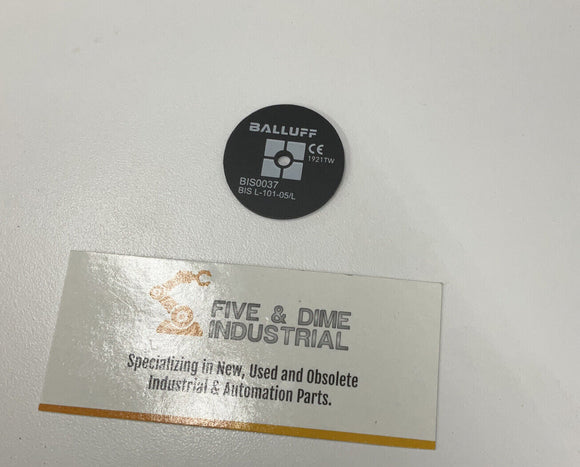 BALLUFF
CE
1921TW
BIS0037
BIS L-101-05/L
FIVE & DIME
INDUSTRIAL
Specializing in New, Used and Obsolete
Industrial & Automation Parts.